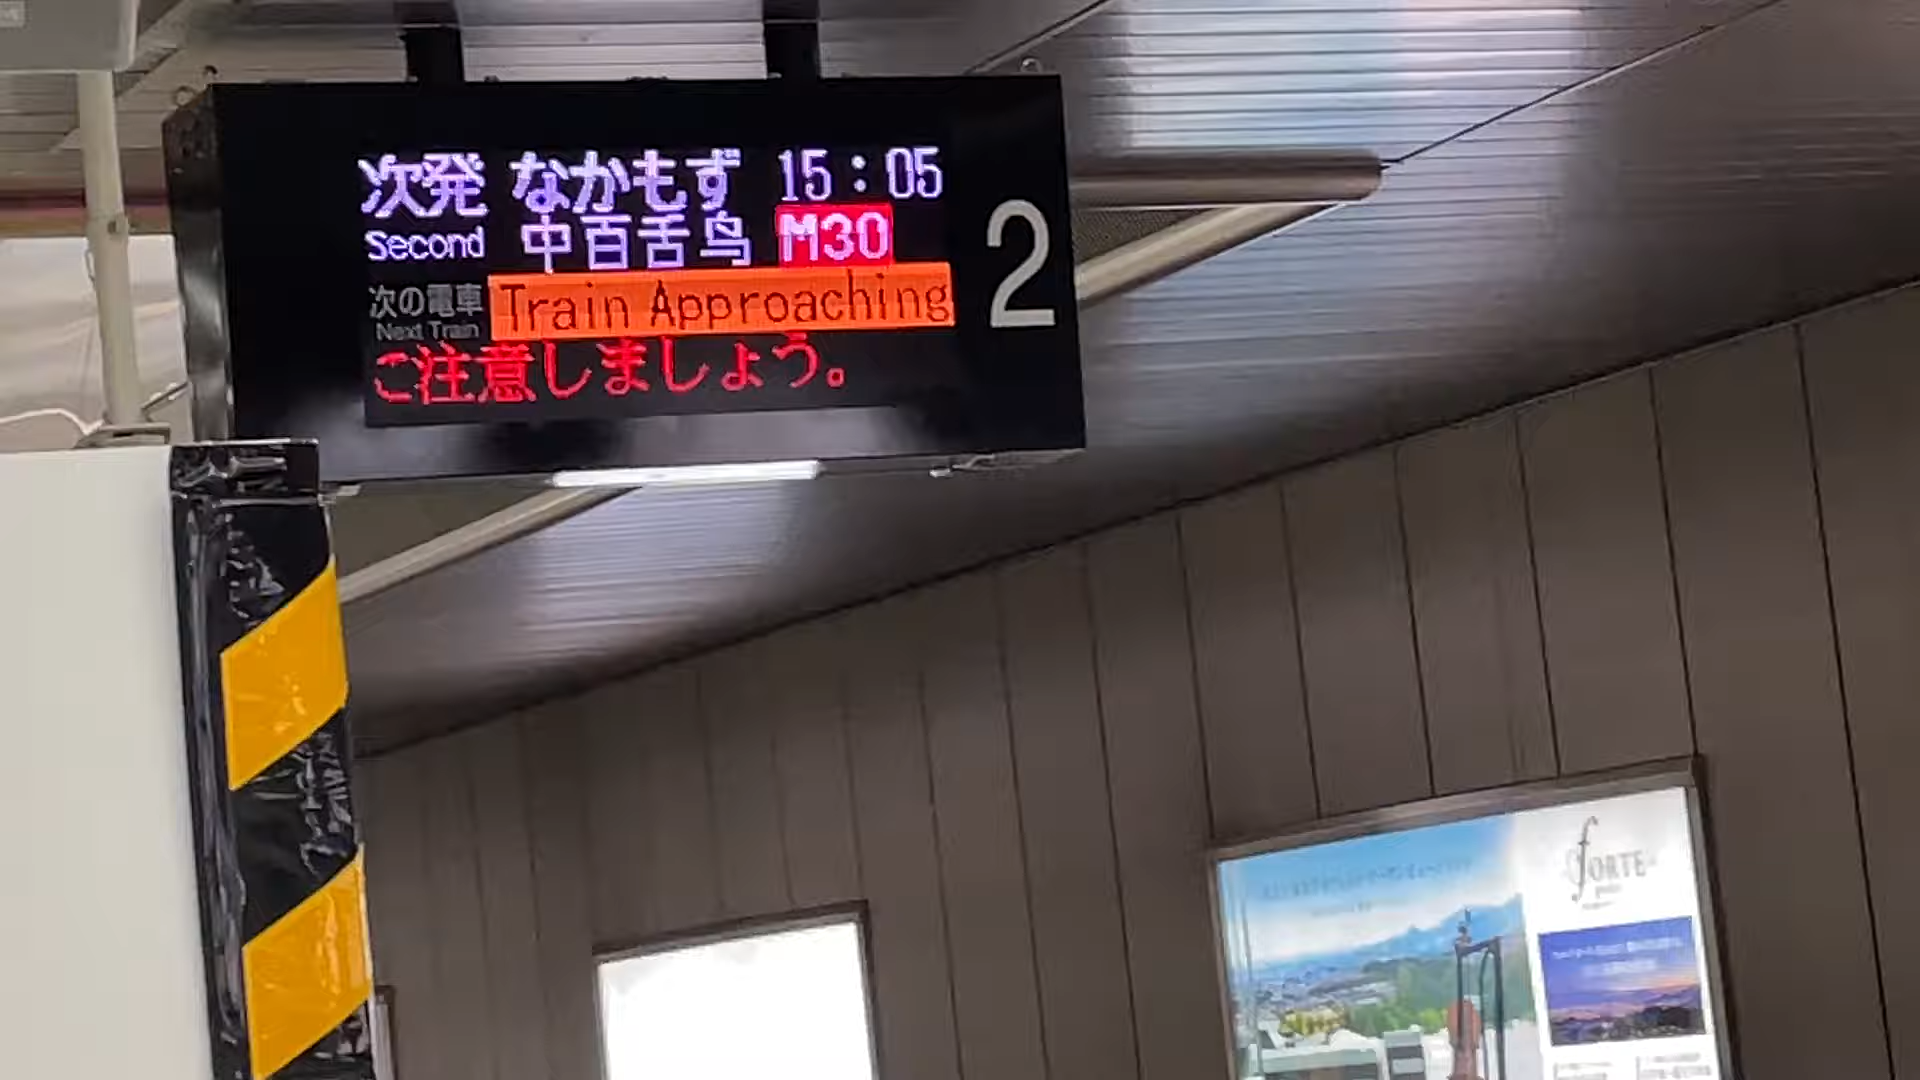 次発 なかもず 15:05
Second 中百舌鸟 M30
次の電車 Train Approaching
Next Train
ご注意しましょう。
2
FORTE